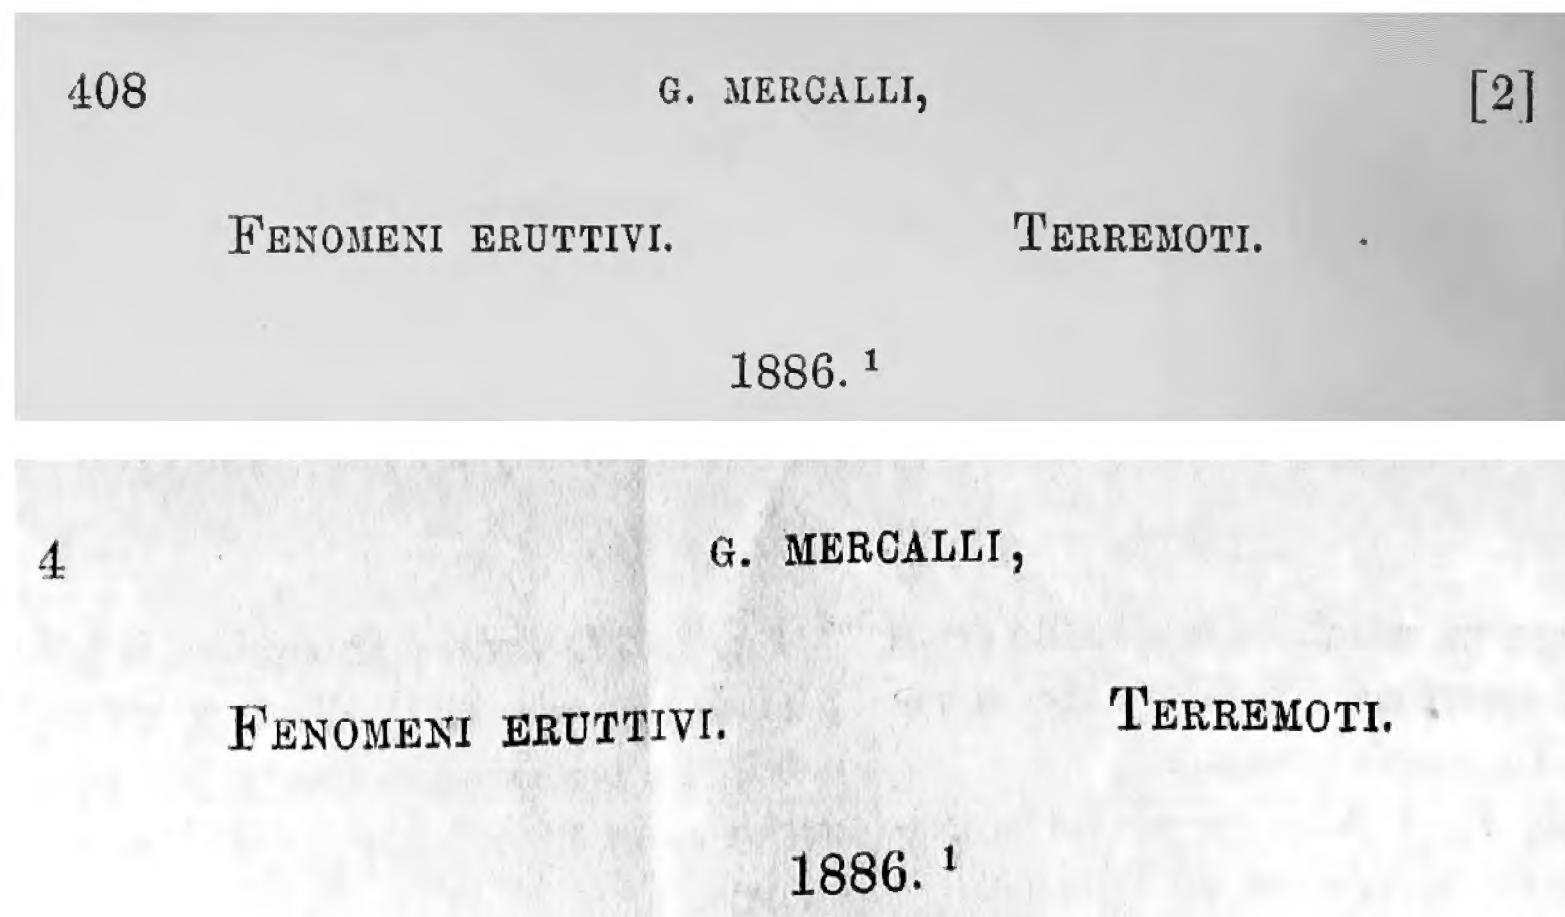 408 G. MERCALLI, [2]
FENOMENI ERUTTIVI. TERREMOTI.
1886. ¹
4 G. MERCALLI,
FENOMENI ERUTTIVI. TERREMOTI.
1886. ¹